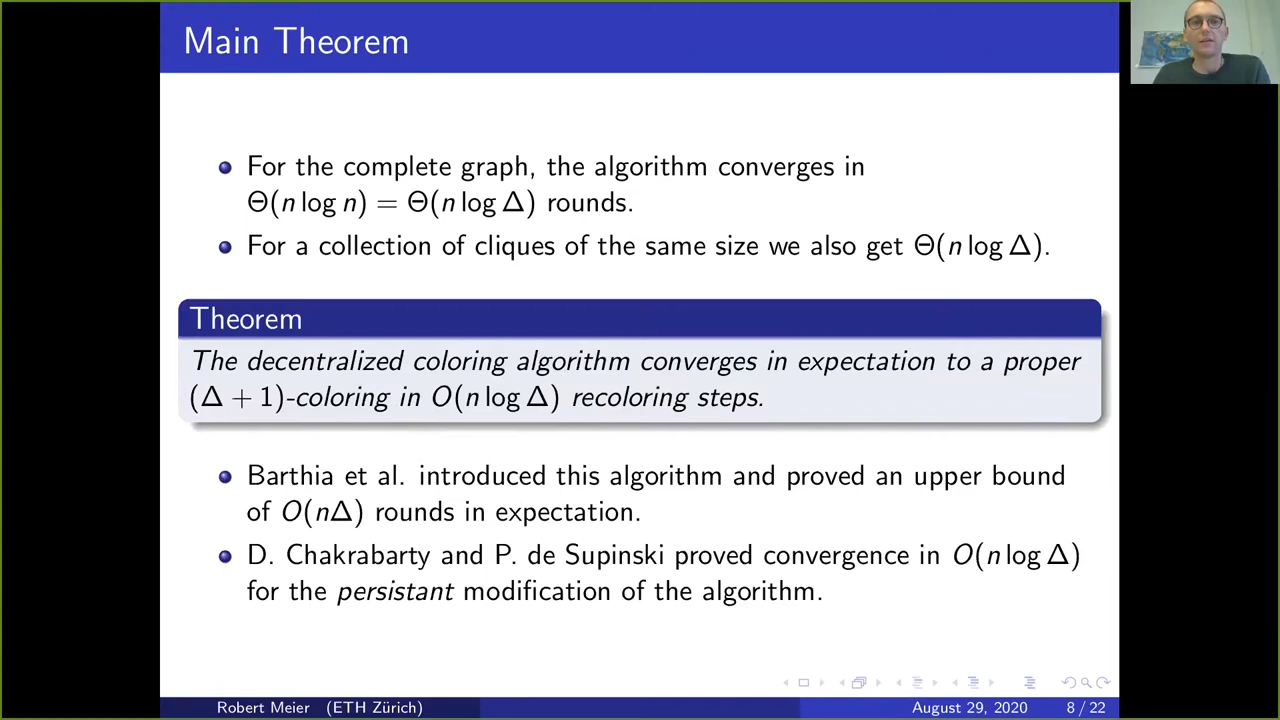 Main Theorem
For the complete graph, the algorithm converges in
Θ(n log n) = Θ(n log Δ) rounds.
For a collection of cliques of the same size we also get Θ(n log Δ).
Theorem
The decentralized coloring algorithm converges in expectation to a proper
(Δ + 1)-coloring in O(n log Δ) recoloring steps.
Barthia et al. introduced this algorithm and proved an upper bound
of O(nΔ) rounds in expectation.
D. Chakrabarty and P. de Supinski proved convergence in O(n log Δ)
for the persistant modification of the algorithm.
Robert Meier (ETH Zürich) August 29, 2020 8 / 22